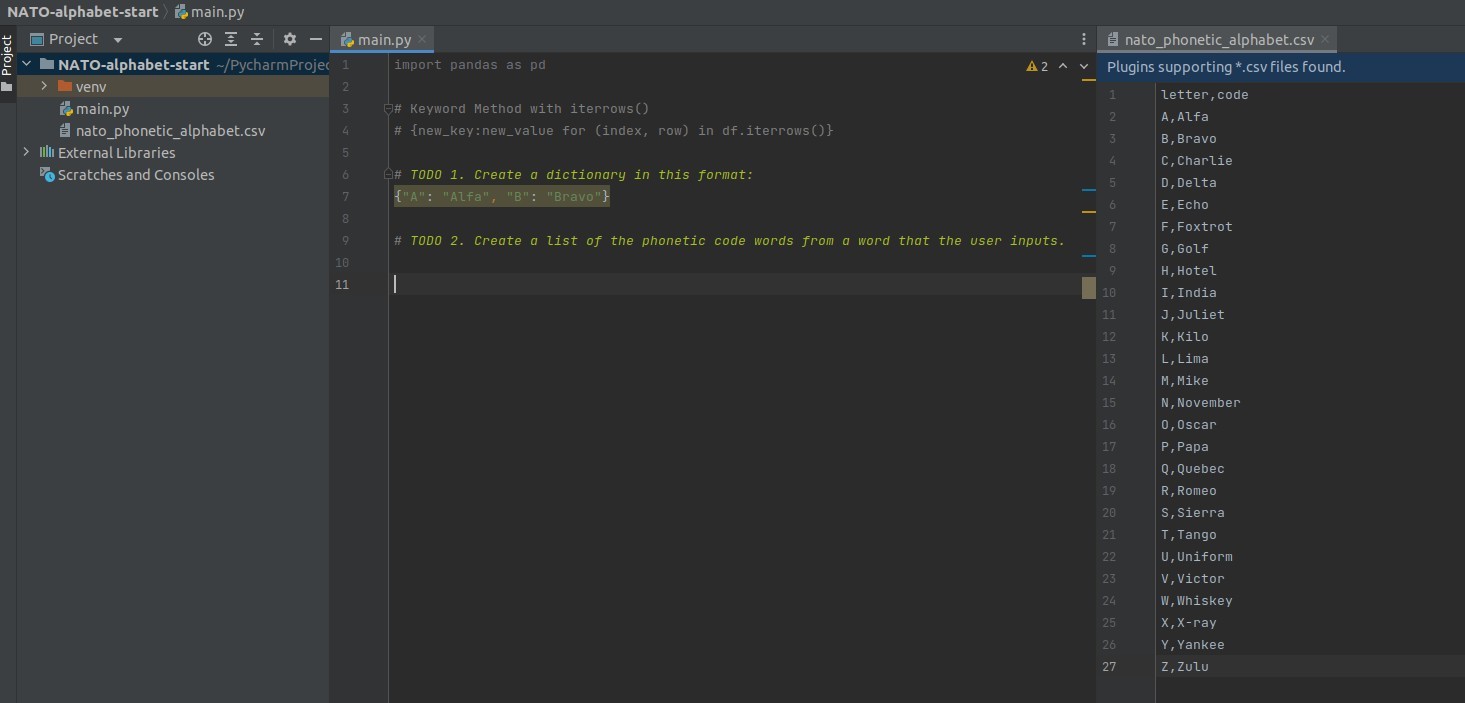 NATO-alphabet-start main.py
Project
Project
NATO-alphabet-start ~/PycharmProjec
venv
main.py
nato_phonetic_alphabet.csv
External Libraries
Scratches and Consoles
main.py
2
1 import pandas as pd
2
3 # Keyword Method with iterrows()
4 # {new_key:new_value for (index, row) in df.iterrows()}
5
6 # TODO 1. Create a dictionary in this format:
7 {"A": "Alfa", "B": "Bravo"}
8
9 # TODO 2. Create a list of the phonetic code words from a word that the user inputs.
10
11
nato_phonetic_alphabet.csv
Plugins supporting *.csv files found.
1 letter,code
2 A,Alfa
3 B,Bravo
4 C,Charlie
5 D,Delta
6 E,Echo
7 F,Foxtrot
8 G,Golf
9 H,Hotel
10 I,India
11 J,Juliet
12 K,Kilo
13 L,Lima
14 M,Mike
15 N,November
16 O,Oscar
17 P,Papa
18 Q,Quebec
19 R,Romeo
20 S,Sierra
21 T,Tango
22 U,Uniform
23 V,Victor
24 W,Whiskey
25 X,X-ray
26 Y,Yankee
27 Z,Zulu